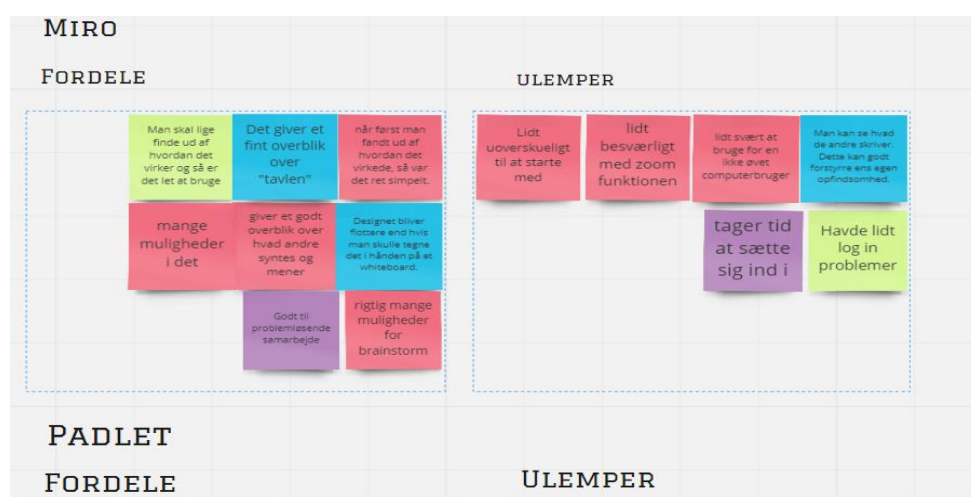 Miro
Fordele
ulemper
Man skal lige
finde ud af
hvordan det
virker og så er
det let at bruge
Det giver et
fint overblik
over
"tavlen"
når først man
fandt ud af
hvordan det
virkede, så var
det ret simpelt.
mange
muligheder
i det
giver et godt
overblik over
hvad andre
syntes og
mener
Designet bliver
flottere end hvis
man skulle tegne
det i hånden på et
whiteboard.
Godt til
problemløsende
samarbejde
rigtig mange
muligheder
for
brainstorm
Lidt
uoverskueligt
til at starte
med
lidt
besværligt
med zoom
funktionen
lidt svært at
bruge for en
ikke øvet
computerbruger
Man kan se hvad
de andre skriver.
Dette kan godt
forstyrre ens egen
opfindsomhed.
tager tid
at sætte
sig ind i
Havde lidt
log in
problemer
Padlet
Fordele
Ulemper